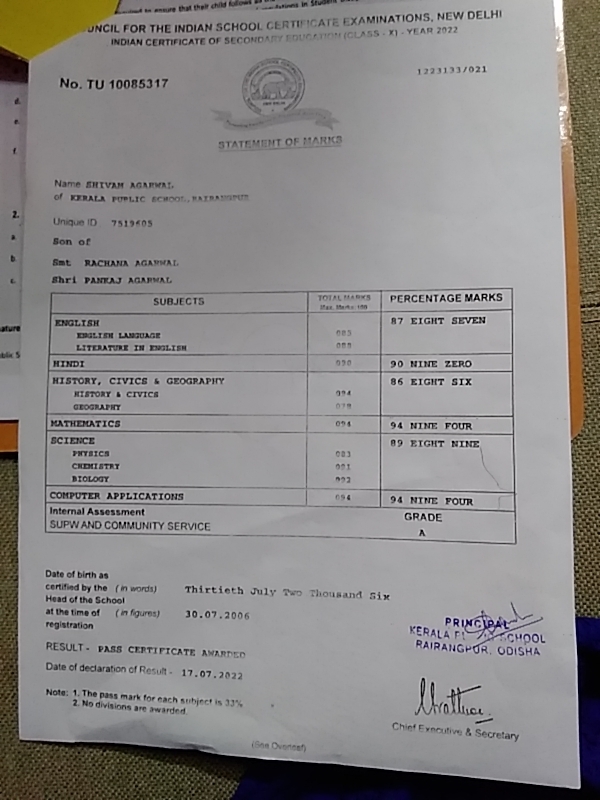 to ensure that their child follows
UNCIL FOR THE INDIAN SCHOOL CERTIFICATE EXAMINATIONS, NEW DELHI
INDIAN CERTIFICATE OF SECONDARY EDUCATION (CLASS - X) - YEAR 2022
No. TU 10085317
1223133/021
STATEMENT OF MARKS
Name SHIVAM AGARWAL
of KERALA PUBLIC SCHOOL, RAIRANGPUR
Unique ID 7519605
Son of
Smt RACHANA AGARWAL
Shri PANKAJ AGARWAL
SUBJECTS TOTAL MARKS PERCENTAGE MARKS
Max. Marks: 100
ENGLISH 87 EIGHT SEVEN
ENGLISH LANGUAGE
LITERATURE IN ENGLISH
HINDI 090 90 NINE ZERO
HISTORY, CIVICS & GEOGRAPHY 86 EIGHT SIX
HISTORY & CIVICS 094
GEOGRAPHY 078
MATHEMATICS 094 94 NINE FOUR
SCIENCE 89 EIGHT NINE
PHYSICS 083
CHEMISTRY 091
BIOLOGY 092
COMPUTER APPLICATIONS 094 94 NINE FOUR
Internal Assessment GRADE
SUPW AND COMMUNITY SERVICE A
Date of birth as
certified by the (in words) Thirtieth July Two Thousand Six
Head of the School
at the time of (in figures) 30.07.2006
registration
PRINCIPAL
KERALA SCHOOL
RAIRANGPUR, ODISHA
RESULT - PASS CERTIFICATE AWARDED
Date of declaration of Result - 17.07.2022
Note: 1. The pass mark for each subject is 33%
2. No divisions are awarded.
Chief Executive & Secretary
(See Overleaf)